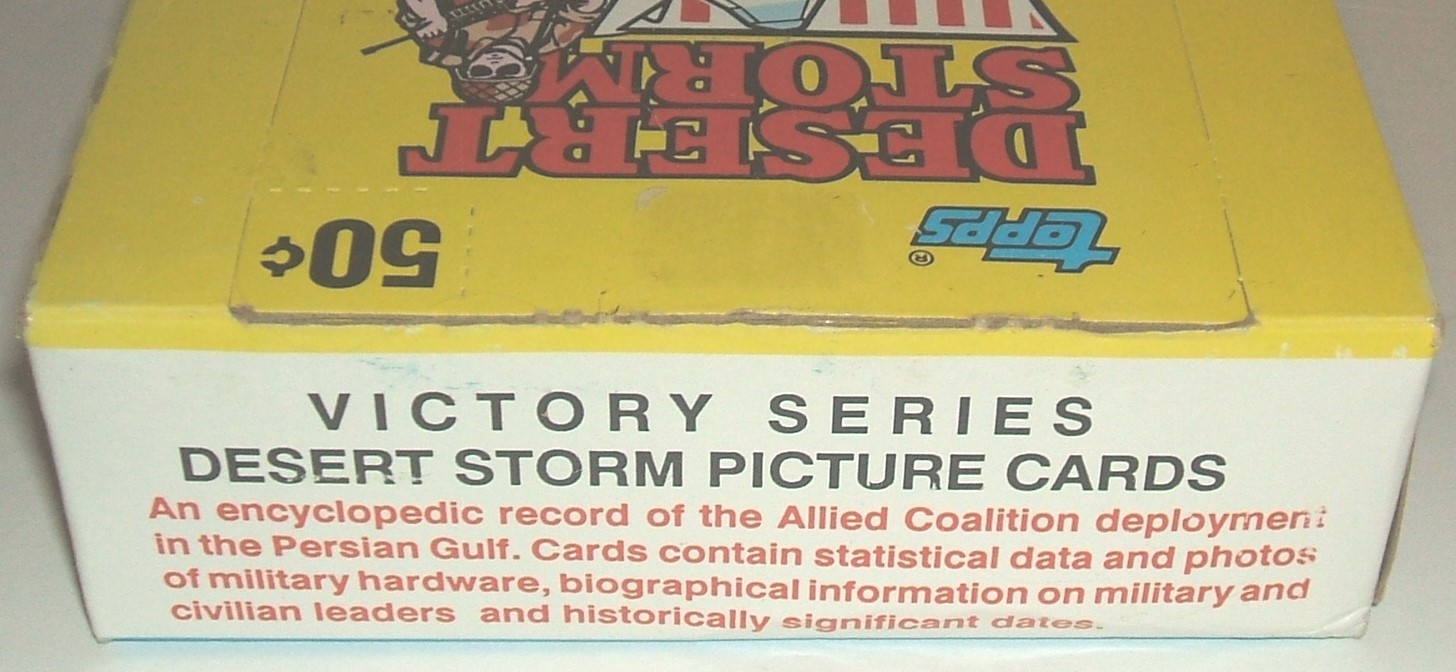 STORM
DESERT
topps®
50¢
VICTORY SERIES
DESERT STORM PICTURE CARDS
An encyclopedic record of the Allied Coalition deployment
in the Persian Gulf. Cards contain statistical data and photos
of military hardware, biographical information on military and
civilian leaders and historically significant dates.